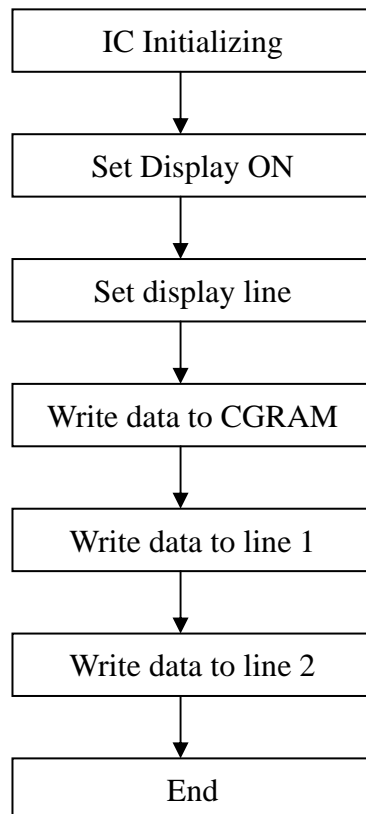 IC Initializing
Set Display ON
Set display line
Write data to CGRAM
Write data to line 1
Write data to line 2
End